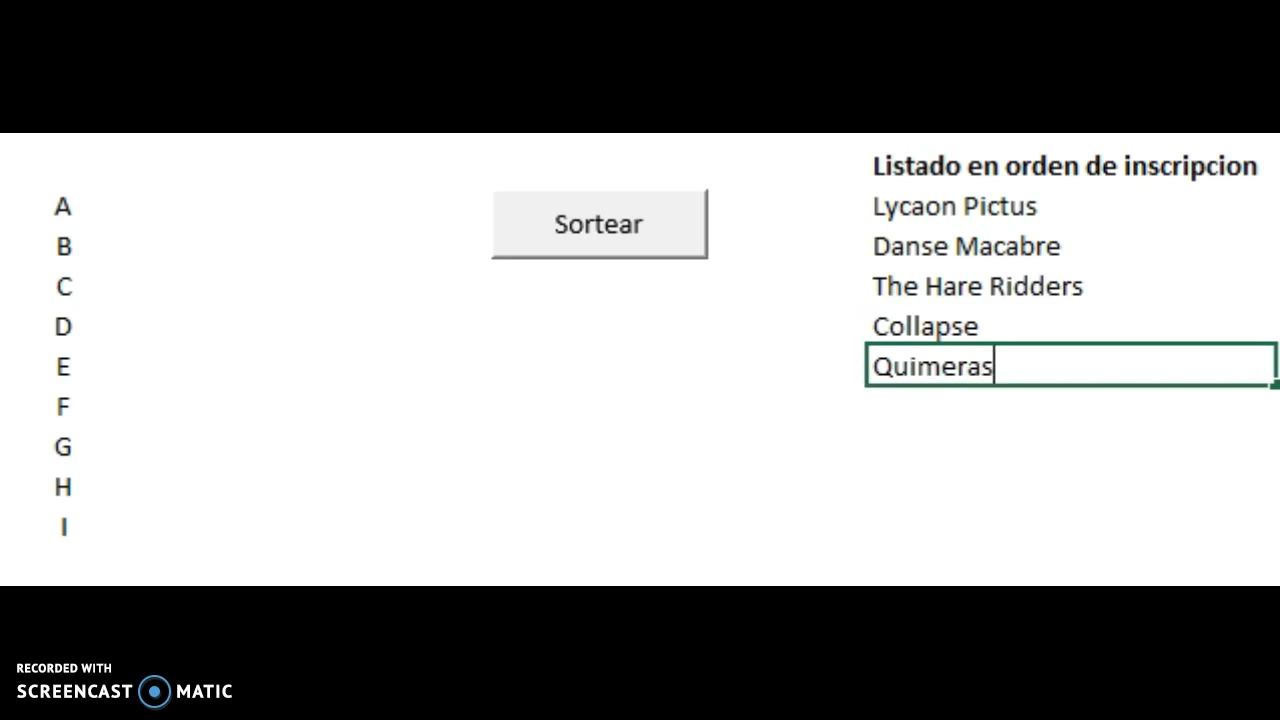 Listado en orden de inscripcion
A
Sortear
Lycaon Pictus
B
Danse Macabre
C
The Hare Ridders
D
Collapse
E
Quimeras
F
G
H
I
RECORDED WITH
SCREENCAST MATIC